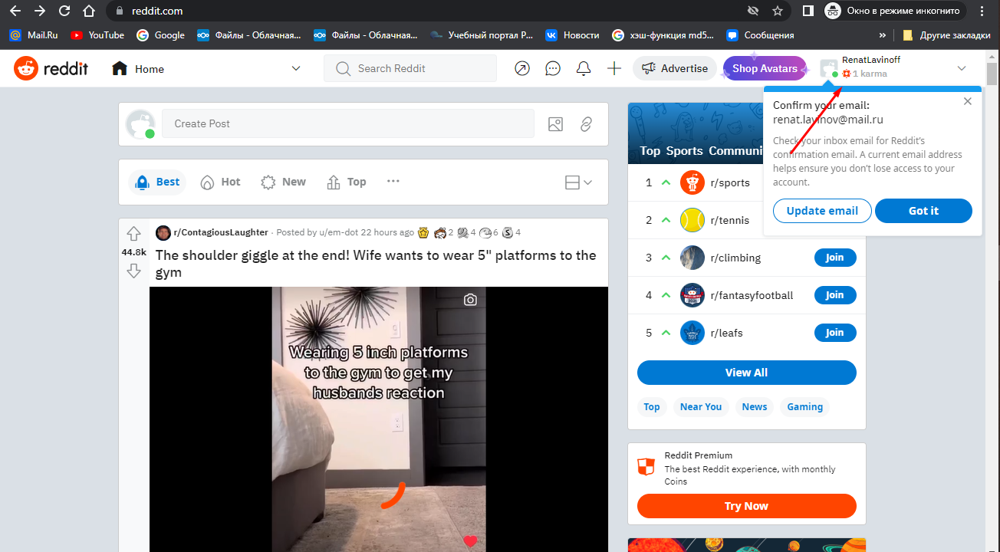 reddit.com
Окно в режиме инкогнито
Mail.Ru
YouTube
Google
Файлы - Облачная...
Файлы - Облачная...
Учебный портал Р...
Новости
хэш-функция md5...
Сообщения
»
Другие закладки
reddit
Home
Search Reddit
Advertise
Shop Avatars
RenatLavinoff
1 karma
Confirm your email:
renat.lavinov@mail.ru
Check your inbox email for Reddit's
confirmation email. A current email address
helps ensure you don't lose access to your
account.
Update email
Got it
Create Post
Best
Hot
New
Top
...
r/ContagiousLaughter · Posted by u/em-dot 22 hours ago 2 4 6 4
44.8k
The shoulder giggle at the end! Wife wants to wear 5" platforms to the
gym
Wearing 5 inch platforms
to the gym to get my
husbands reaction
Top Sports Communi
1 r/sports
2 r/tennis
3 r/climbing Join
4 r/fantasyfootball Join
5 r/leafs Join
View All
Top
Near You
News
Gaming
Reddit Premium
The best Reddit experience, with monthly
Coins
Try Now